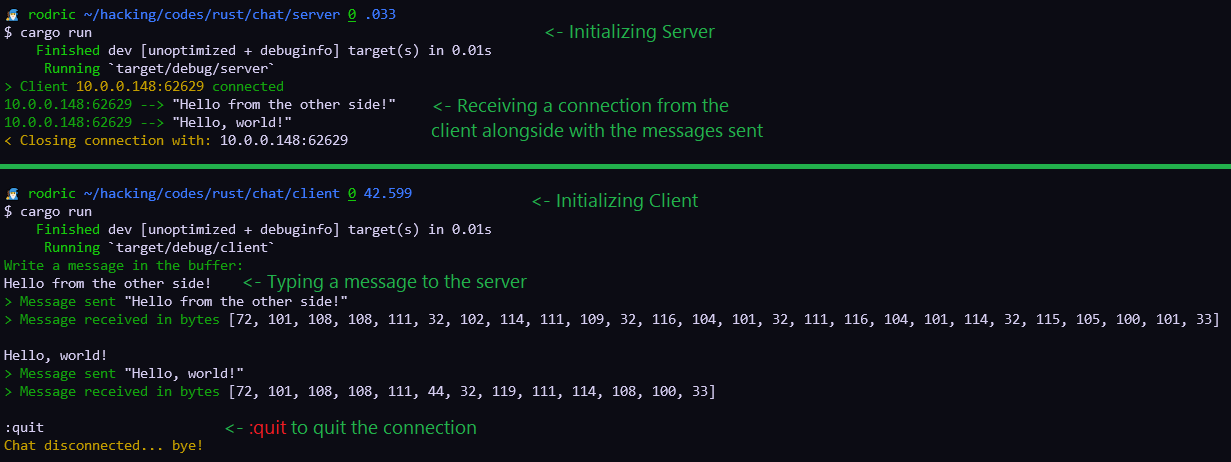 rodric ~/hacking/codes/rust/chat/server 0 .033
$ cargo run <- Initializing Server
Finished dev [unoptimized + debuginfo] target(s) in 0.01s
Running `target/debug/server`
> Client 10.0.0.148:62629 connected
10.0.0.148:62629 --> "Hello from the other side!" <- Receiving a connection from the
10.0.0.148:62629 --> "Hello, world!" client alongside with the messages sent
< Closing connection with: 10.0.0.148:62629
rodric ~/hacking/codes/rust/chat/client 0 42.599
$ cargo run <- Initializing Client
Finished dev [unoptimized + debuginfo] target(s) in 0.01s
Running `target/debug/client`
Write a message in the buffer:
Hello from the other side! <- Typing a message to the server
> Message sent "Hello from the other side!"
> Message received in bytes [72, 101, 108, 108, 111, 32, 102, 114, 111, 109, 32, 116, 104, 101, 32, 111, 116, 104, 101, 114, 32, 115, 105, 100, 101, 33]
Hello, world!
> Message sent "Hello, world!"
> Message received in bytes [72, 101, 108, 108, 111, 44, 32, 119, 111, 114, 108, 100, 33]
:quit <- :quit to quit the connection
Chat disconnected... bye!